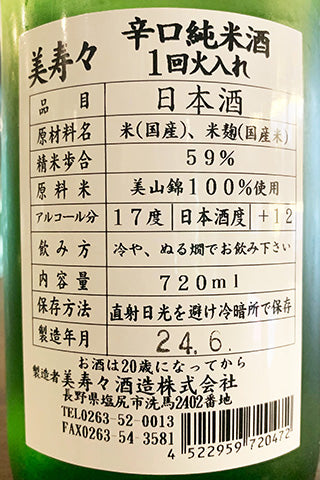 美寿々
辛口純米酒
1回火入れ
品目 日本酒
原材料名 米(国産)、米麹(国産米)
精米歩合 59%
原料米 美山錦100%使用
アルコール分 17度 日本酒度 +12
飲み方 冷や、ぬる燗でお飲み下さい
内容量 720ml
保存方法 直射日光を避け冷暗所で保存
製造年月 24.6.
お酒は20歳になってから
製造者 美寿々酒造株式会社
長野県塩尻市洗馬2402番地
TEL0263-52-0013
FAX0263-54-3581
4 522959 720472